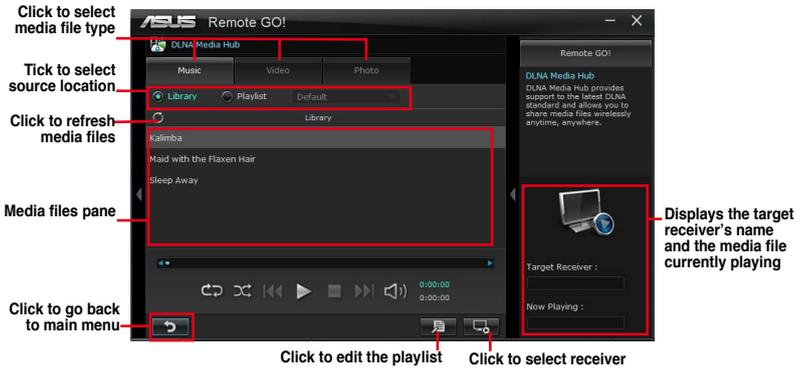 Click to select
media file type
Tick to select
source location
Click to refresh
media files
Media files pane
Click to go back
to main menu
ASUS Remote GO!
DLNA Media Hub
Music Video Photo
Library Playlist Default
Library
Kalimba
Maid with the Flaxen Hair
Sleep Away
0:00:00
0:00:00
Remote GO!
DLNA Media Hub
DLNA Media Hub provides
support to the latest DLNA
standard and allows you to
share media files wirelessly
anytime, anywhere.
Target Receiver :
Now Playing :
Displays the target
receiver's name
and the media file
currently playing
Click to edit the playlist
Click to select receiver